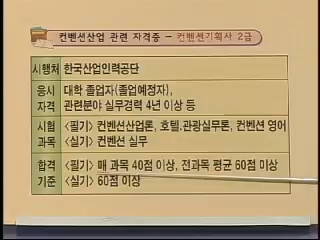 컨벤션산업 관련 자격증 - 컨벤션기획사 2급
시행처 한국산업인력공단
응시 대학 졸업자(졸업예정자),
자격 관련분야 실무경력 4년 이상 등
시험 <필기> 컨벤션산업론, 호텔.관광실무론, 컨벤션 영어
과목 <실기> 컨벤션 실무
합격 <필기> 매 과목 40점 이상, 전과목 평균 60점 이상
기준 <실기> 60점 이상